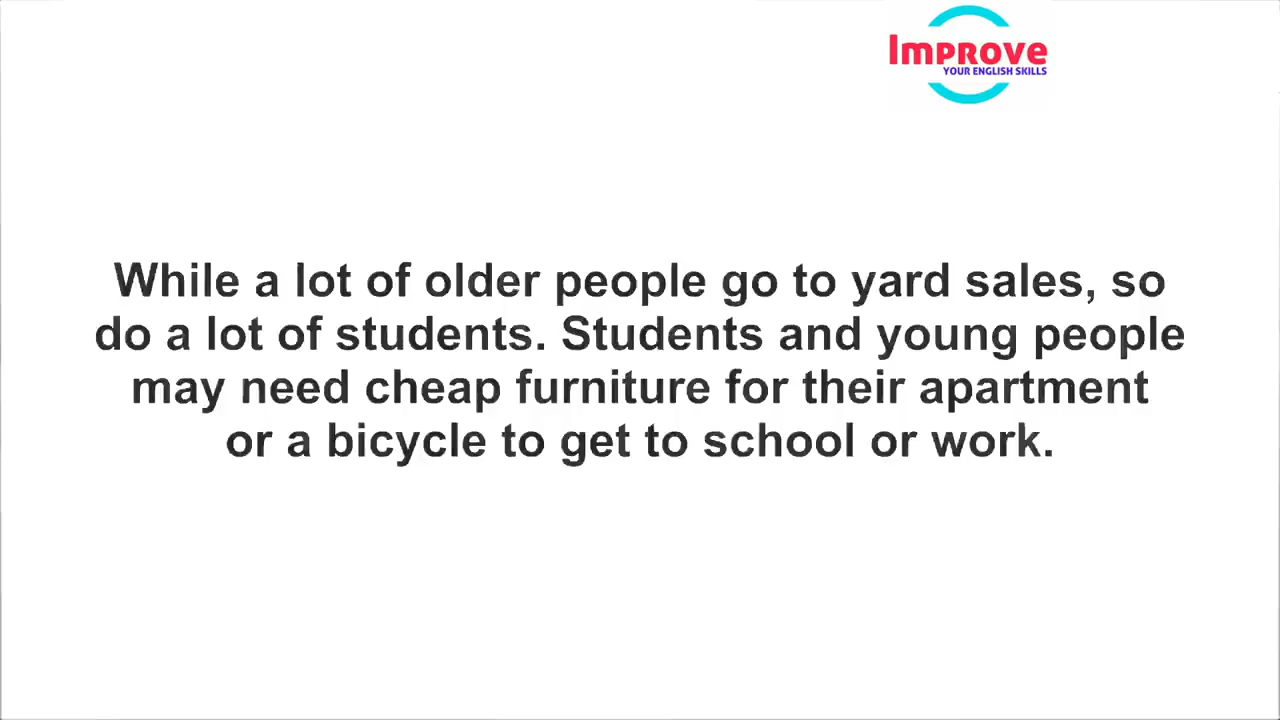 Improve
YOUR ENGLISH SKILLS
While a lot of older people go to yard sales, so
do a lot of students. Students and young people
may need cheap furniture for their apartment
or a bicycle to get to school or work.